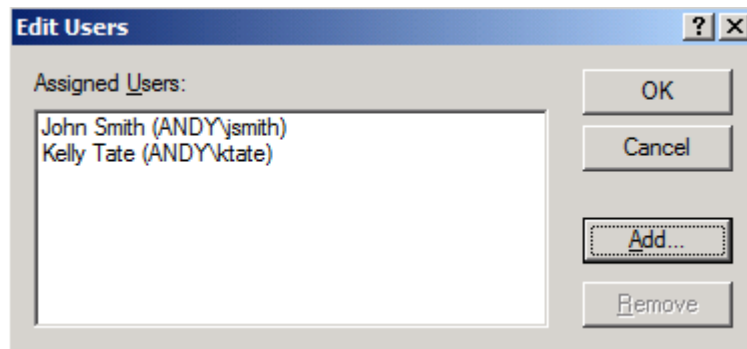 Edit Users
Assigned Users:
John Smith (ANDY\jsmith)
Kelly Tate (ANDY\ktate)
OK
Cancel
Add...
Remove